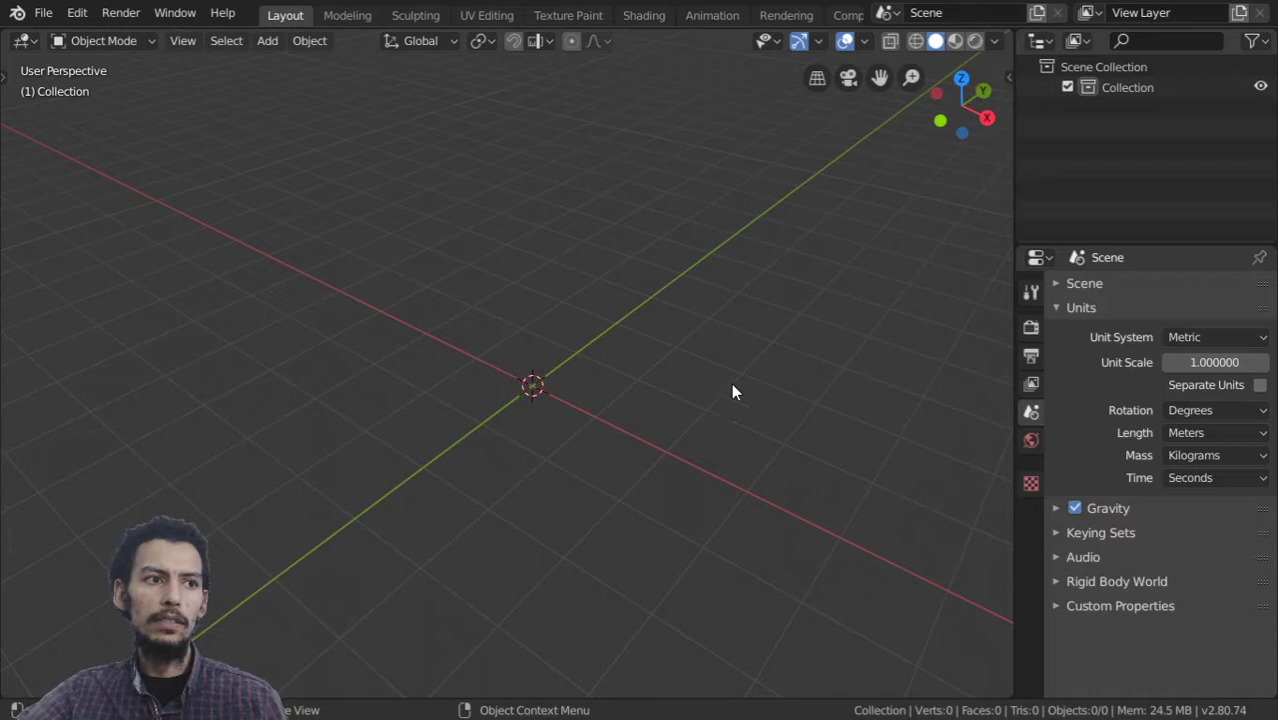 File Edit Render Window Help Layout Modeling Sculpting UV Editing Texture Paint Shading Animation Rendering Comp Scene View Layer
Object Mode View Select Add Object Global
User Perspective
(1) Collection
Z
Y
X
Scene Collection
Collection
Scene
Scene
Units
Unit System Metric
Unit Scale 1.000000
Separate Units
Rotation Degrees
Length Meters
Mass Kilograms
Time Seconds
Gravity
Keying Sets
Audio
Rigid Body World
Custom Properties
e View Object Context Menu Collection | Verts:0 | Faces:0 | Tris:0 | Objects:0/0 | Mem: 24.5 MB | v2.80.74